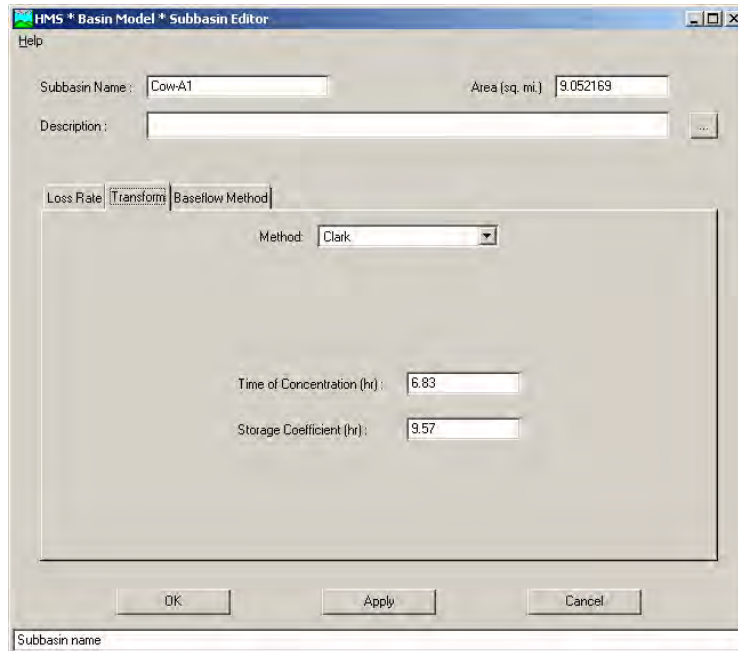 HMS * Basin Model * Subbasin Editor
Help
Subbasin Name : Cow-A1 Area (sq. mi.) 9.052169
Description : ...
Loss Rate Transform Baseflow Method
Method: Clark
Time of Concentration (hr) : 6.83
Storage Coefficient (hr) : 9.57
OK Apply Cancel
Subbasin name